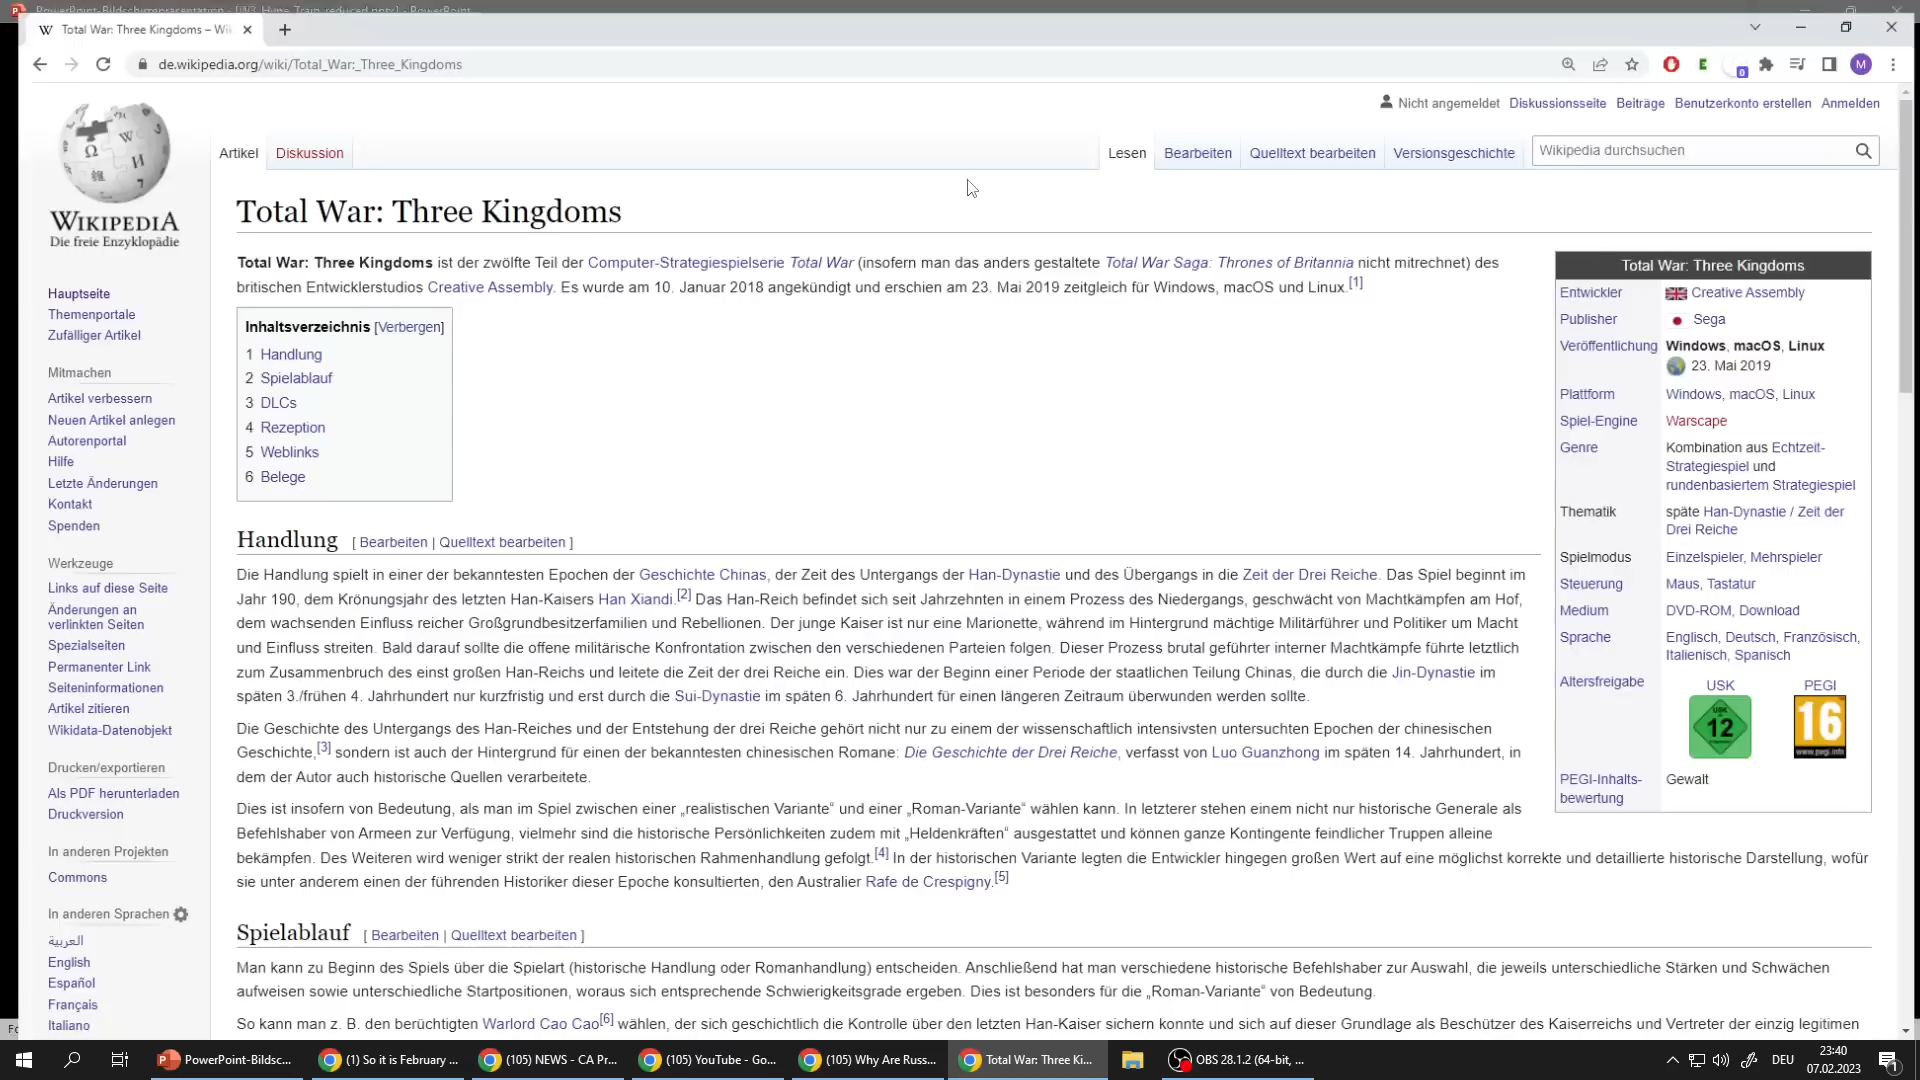 Total War: Three Kingdoms – Wi
de.wikipedia.org/wiki/Total_War:_Three_Kingdoms
M
0
Nicht angemeldet Diskussionsseite Beiträge Benutzerkonto erstellen Anmelden
Artikel Diskussion Lesen Bearbeiten Quelltext bearbeiten Versionsgeschichte Wikipedia durchsuchen
WIKIPEDIA
Die freie Enzyklopädie
Hauptseite
Themenportale
Zufälliger Artikel
Mitmachen
Artikel verbessern
Neuen Artikel anlegen
Autorenportal
Hilfe
Letzte Änderungen
Kontakt
Spenden
Werkzeuge
Links auf diese Seite
Änderungen an
verlinkten Seiten
Spezialseiten
Permanenter Link
Seiteninformationen
Artikel zitieren
Wikidata-Datenobjekt
Drucken/exportieren
Als PDF herunterladen
Druckversion
In anderen Projekten
Commons
In anderen Sprachen
العربية
English
Español
Français
Italiano
Total War: Three Kingdoms
Total War: Three Kingdoms ist der zwölfte Teil der Computer-Strategiespielserie Total War (insofern man das anders gestaltete Total War Saga: Thrones of Britannia nicht mitrechnet) des
britischen Entwicklerstudios Creative Assembly. Es wurde am 10. Januar 2018 angekündigt und erschien am 23. Mai 2019 zeitgleich für Windows, macOS und Linux.[1]
Inhaltsverzeichnis [Verbergen]
1 Handlung
2 Spielablauf
3 DLCs
4 Rezeption
5 Weblinks
6 Belege
Handlung [ Bearbeiten | Quelltext bearbeiten ]
Die Handlung spielt in einer der bekanntesten Epochen der Geschichte Chinas, der Zeit des Untergangs der Han-Dynastie und des Übergangs in die Zeit der Drei Reiche. Das Spiel beginnt im
Jahr 190, dem Krönungsjahr des letzten Han-Kaisers Han Xiandi.[2] Das Han-Reich befindet sich seit Jahrzehnten in einem Prozess des Niedergangs, geschwächt von Machtkämpfen am Hof,
dem wachsenden Einfluss reicher Großgrundbesitzerfamilien und Rebellionen. Der junge Kaiser ist nur eine Marionette, während im Hintergrund mächtige Militärführer und Politiker um Macht
und Einfluss streiten. Bald darauf sollte die offene militärische Konfrontation zwischen den verschiedenen Parteien folgen. Dieser Prozess brutal geführter interner Machtkämpfe führte letztlich
zum Zusammenbruch des einst großen Han-Reichs und leitete die Zeit der drei Reiche ein. Dies war der Beginn einer Periode der staatlichen Teilung Chinas, die durch die Jin-Dynastie im
späten 3./frühen 4. Jahrhundert nur kurzfristig und erst durch die Sui-Dynastie im späten 6. Jahrhundert für einen längeren Zeitraum überwunden werden sollte.
Die Geschichte des Untergangs des Han-Reiches und der Entstehung der drei Reiche gehört nicht nur zu einem der wissenschaftlich intensivsten untersuchten Epochen der chinesischen
Geschichte,[3] sondern ist auch der Hintergrund für einen der bekanntesten chinesischen Romane: Die Geschichte der Drei Reiche, verfasst von Luo Guanzhong im späten 14. Jahrhundert, in
dem der Autor auch historische Quellen verarbeitete.
Dies ist insofern von Bedeutung, als man im Spiel zwischen einer „realistischen Variante“ und einer „Roman-Variante“ wählen kann. In letzterer stehen einem nicht nur historische Generale als
Befehlshaber von Armeen zur Verfügung, vielmehr sind die historische Persönlichkeiten zudem mit „Heldenkräften“ ausgestattet und können ganze Kontingente feindlicher Truppen alleine
bekämpfen. Des Weiteren wird weniger strikt der realen historischen Rahmenhandlung gefolgt.[4] In der historischen Variante legten die Entwickler hingegen großen Wert auf eine möglichst korrekte und detaillierte historische Darstellung, wofür
sie unter anderem einen der führenden Historiker dieser Epoche konsultierten, den Australier Rafe de Crespigny.[5]
Spielablauf [ Bearbeiten | Quelltext bearbeiten ]
Man kann zu Beginn des Spiels über die Spielart (historische Handlung oder Romanhandlung) entscheiden. Anschließend hat man verschiedene historische Befehlshaber zur Auswahl, die jeweils unterschiedliche Stärken und Schwächen
aufweisen sowie unterschiedliche Startpositionen, woraus sich entsprechende Schwierigkeitsgrade ergeben. Dies ist besonders für die „Roman-Variante“ von Bedeutung.
So kann man z. B. den berüchtigten Warlord Cao Cao[6] wählen, der sich geschichtlich die Kontrolle über den letzten Han-Kaiser sichern konnte und sich auf dieser Grundlage als Beschützer des Kaiserreichs und Vertreter der einzig legitimen
Total War: Three Kingdoms
Entwickler Creative Assembly
Publisher Sega
Veröffentlichung Windows, macOS, Linux
23. Mai 2019
Plattform Windows, macOS, Linux
Spiel-Engine Warscape
Genre Kombination aus Echtzeit-
Strategiespiel und
rundenbasiertem Strategiespiel
Thematik späte Han-Dynastie / Zeit der
Drei Reiche
Spielmodus Einzelspieler, Mehrspieler
Steuerung Maus, Tastatur
Medium DVD-ROM, Download
Sprache Englisch, Deutsch, Französisch,
Italienisch, Spanisch
Altersfreigabe USK PEGI
12 16
PEGI-Inhalts- Gewalt
bewertung
PowerPoint-Bildsc...
(1) So it is February ...
(105) NEWS - CA Pr...
(105) YouTube - Go...
(105) Why Are Russ...
Total War: Three Ki...
OBS 28.1.2 (64-bit, ...
DEU
23:40
07.02.2023